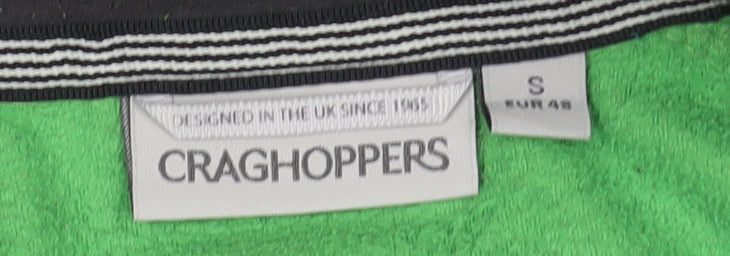 DESIGNED IN THE UK SINCE 1965
CRAGHOPPERS
S
EUR 48